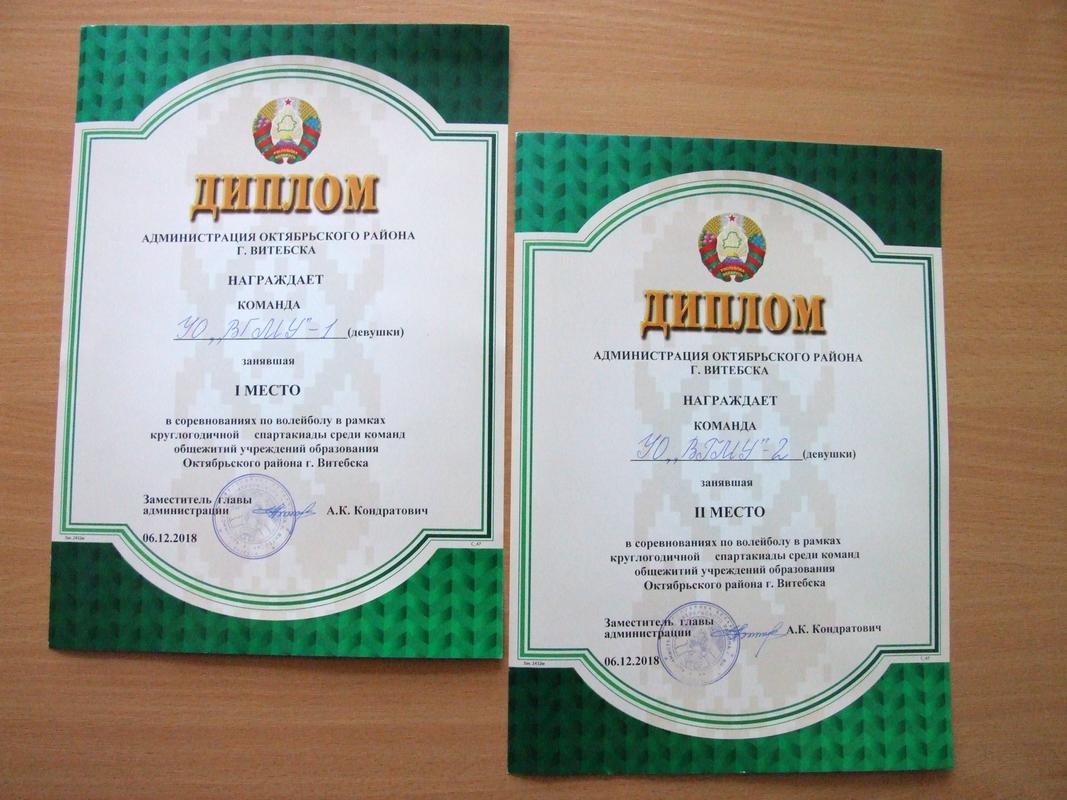 ДИПЛОМ
АДМИНИСТРАЦИЯ ОКТЯБРЬСКОГО РАЙОНА
Г. ВИТЕБСКА
НАГРАЖДАЕТ
КОМАНДА
УО „ВГМУ"-1 (девушки)
занявшая
I МЕСТО
в соревнованиях по волейболу в рамках
круглогодичной спартакиады среди команд
общежитий учреждений образования
Октябрьского района г. Витебска
Заместитель главы
администрации А.К. Кондратович
06.12.2018
ДИПЛОМ
АДМИНИСТРАЦИЯ ОКТЯБРЬСКОГО РАЙОНА
Г. ВИТЕБСКА
НАГРАЖДАЕТ
КОМАНДА
УО „ВГМУ"-2 (девушки)
занявшая
II МЕСТО
в соревнованиях по волейболу в рамках
круглогодичной спартакиады среди команд
общежитий учреждений образования
Октябрьского района г. Витебска
Заместитель главы
администрации А.К. Кондратович
06.12.2018